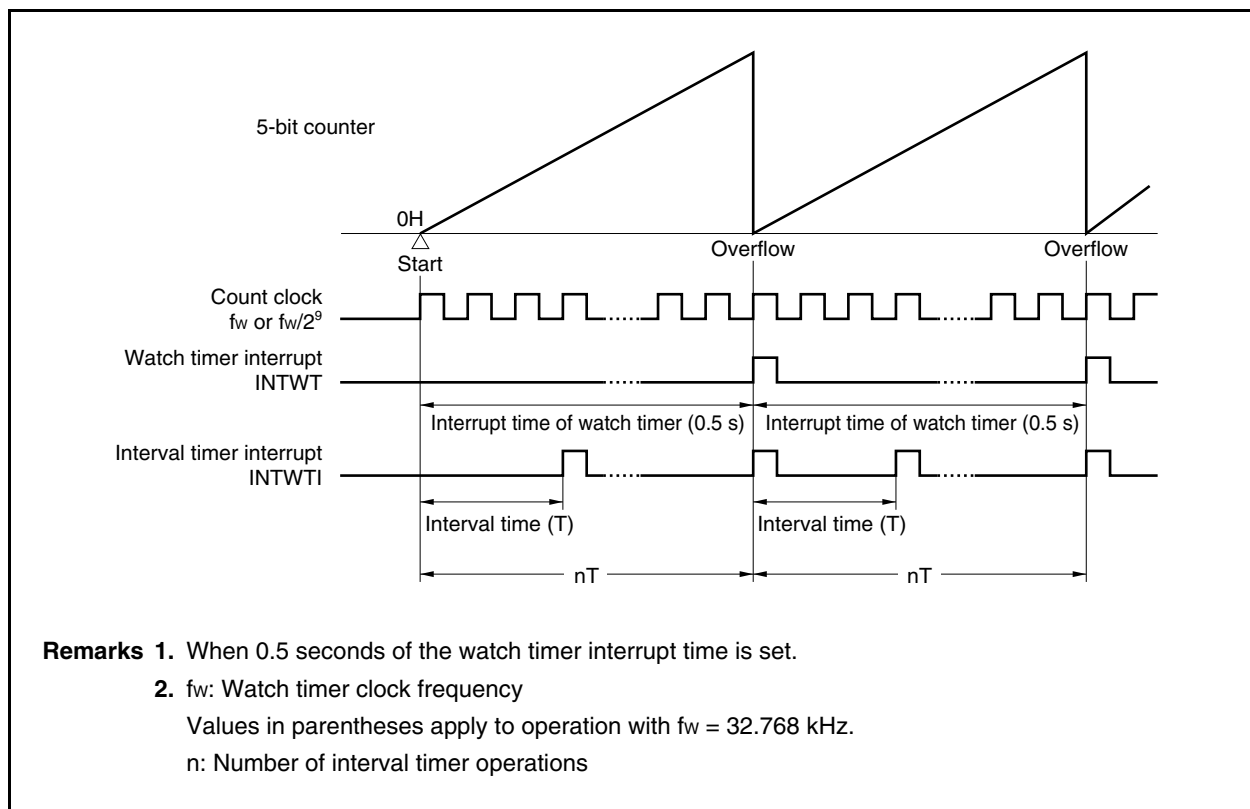 5-bit counter
0H
Start
Overflow
Overflow
Count clock
fW or fW/2⁹
Watch timer interrupt
INTWT
Interrupt time of watch timer (0.5 s)
Interrupt time of watch timer (0.5 s)
Interval timer interrupt
INTWTI
Interval time (T)
Interval time (T)
nT
nT
Remarks 1. When 0.5 seconds of the watch timer interrupt time is set.
2. fW: Watch timer clock frequency
Values in parentheses apply to operation with fW = 32.768 kHz.
n: Number of interval timer operations